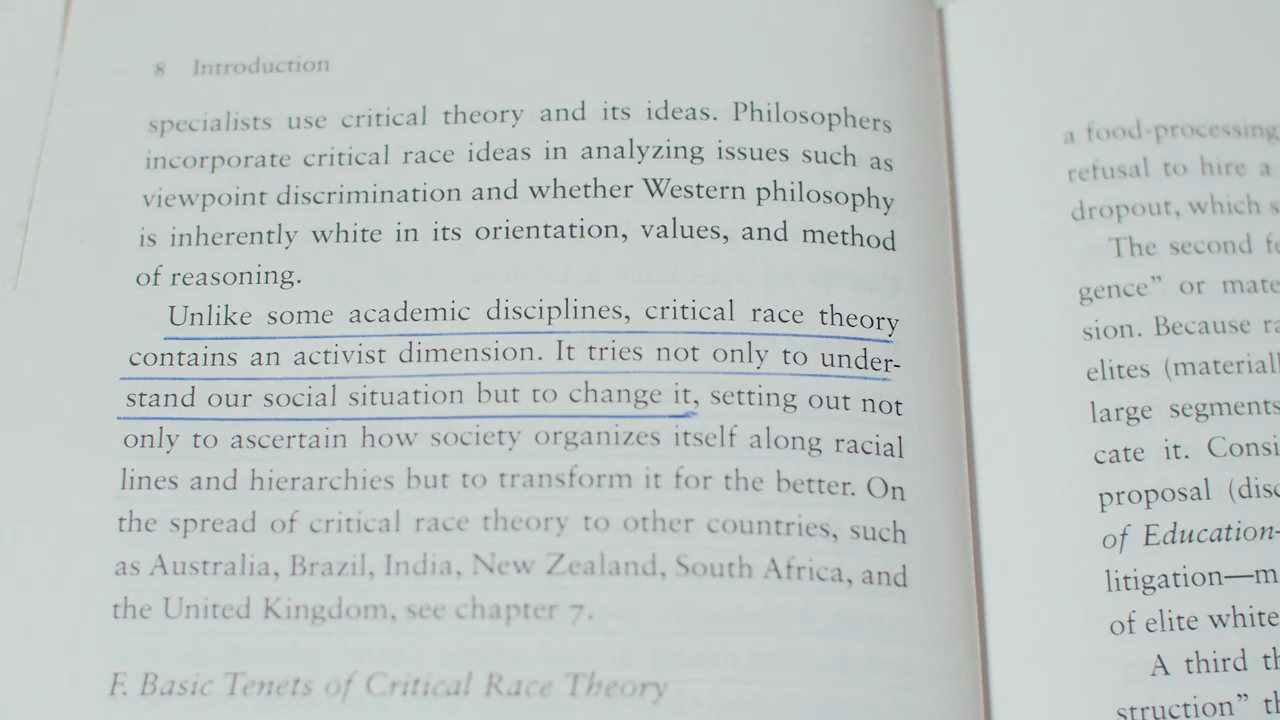 8 Introduction
specialists use critical theory and its ideas. Philosophers
incorporate critical race ideas in analyzing issues such as
viewpoint discrimination and whether Western philosophy
is inherently white in its orientation, values, and method
of reasoning.
Unlike some academic disciplines, critical race theory
contains an activist dimension. It tries not only to under-
stand our social situation but to change it, setting out not
only to ascertain how society organizes itself along racial
lines and hierarchies but to transform it for the better. On
the spread of critical race theory to other countries, such
as Australia, Brazil, India, New Zealand, South Africa, and
the United Kingdom, see chapter 7.
F. Basic Tenets of Critical Race Theory
a food-processing
refusal to hire a
dropout, which
The second
gence” or
sion. Because
elites
large segments
cate it.
proposal
of Education-
litigation—
of elite white
A third
struction”